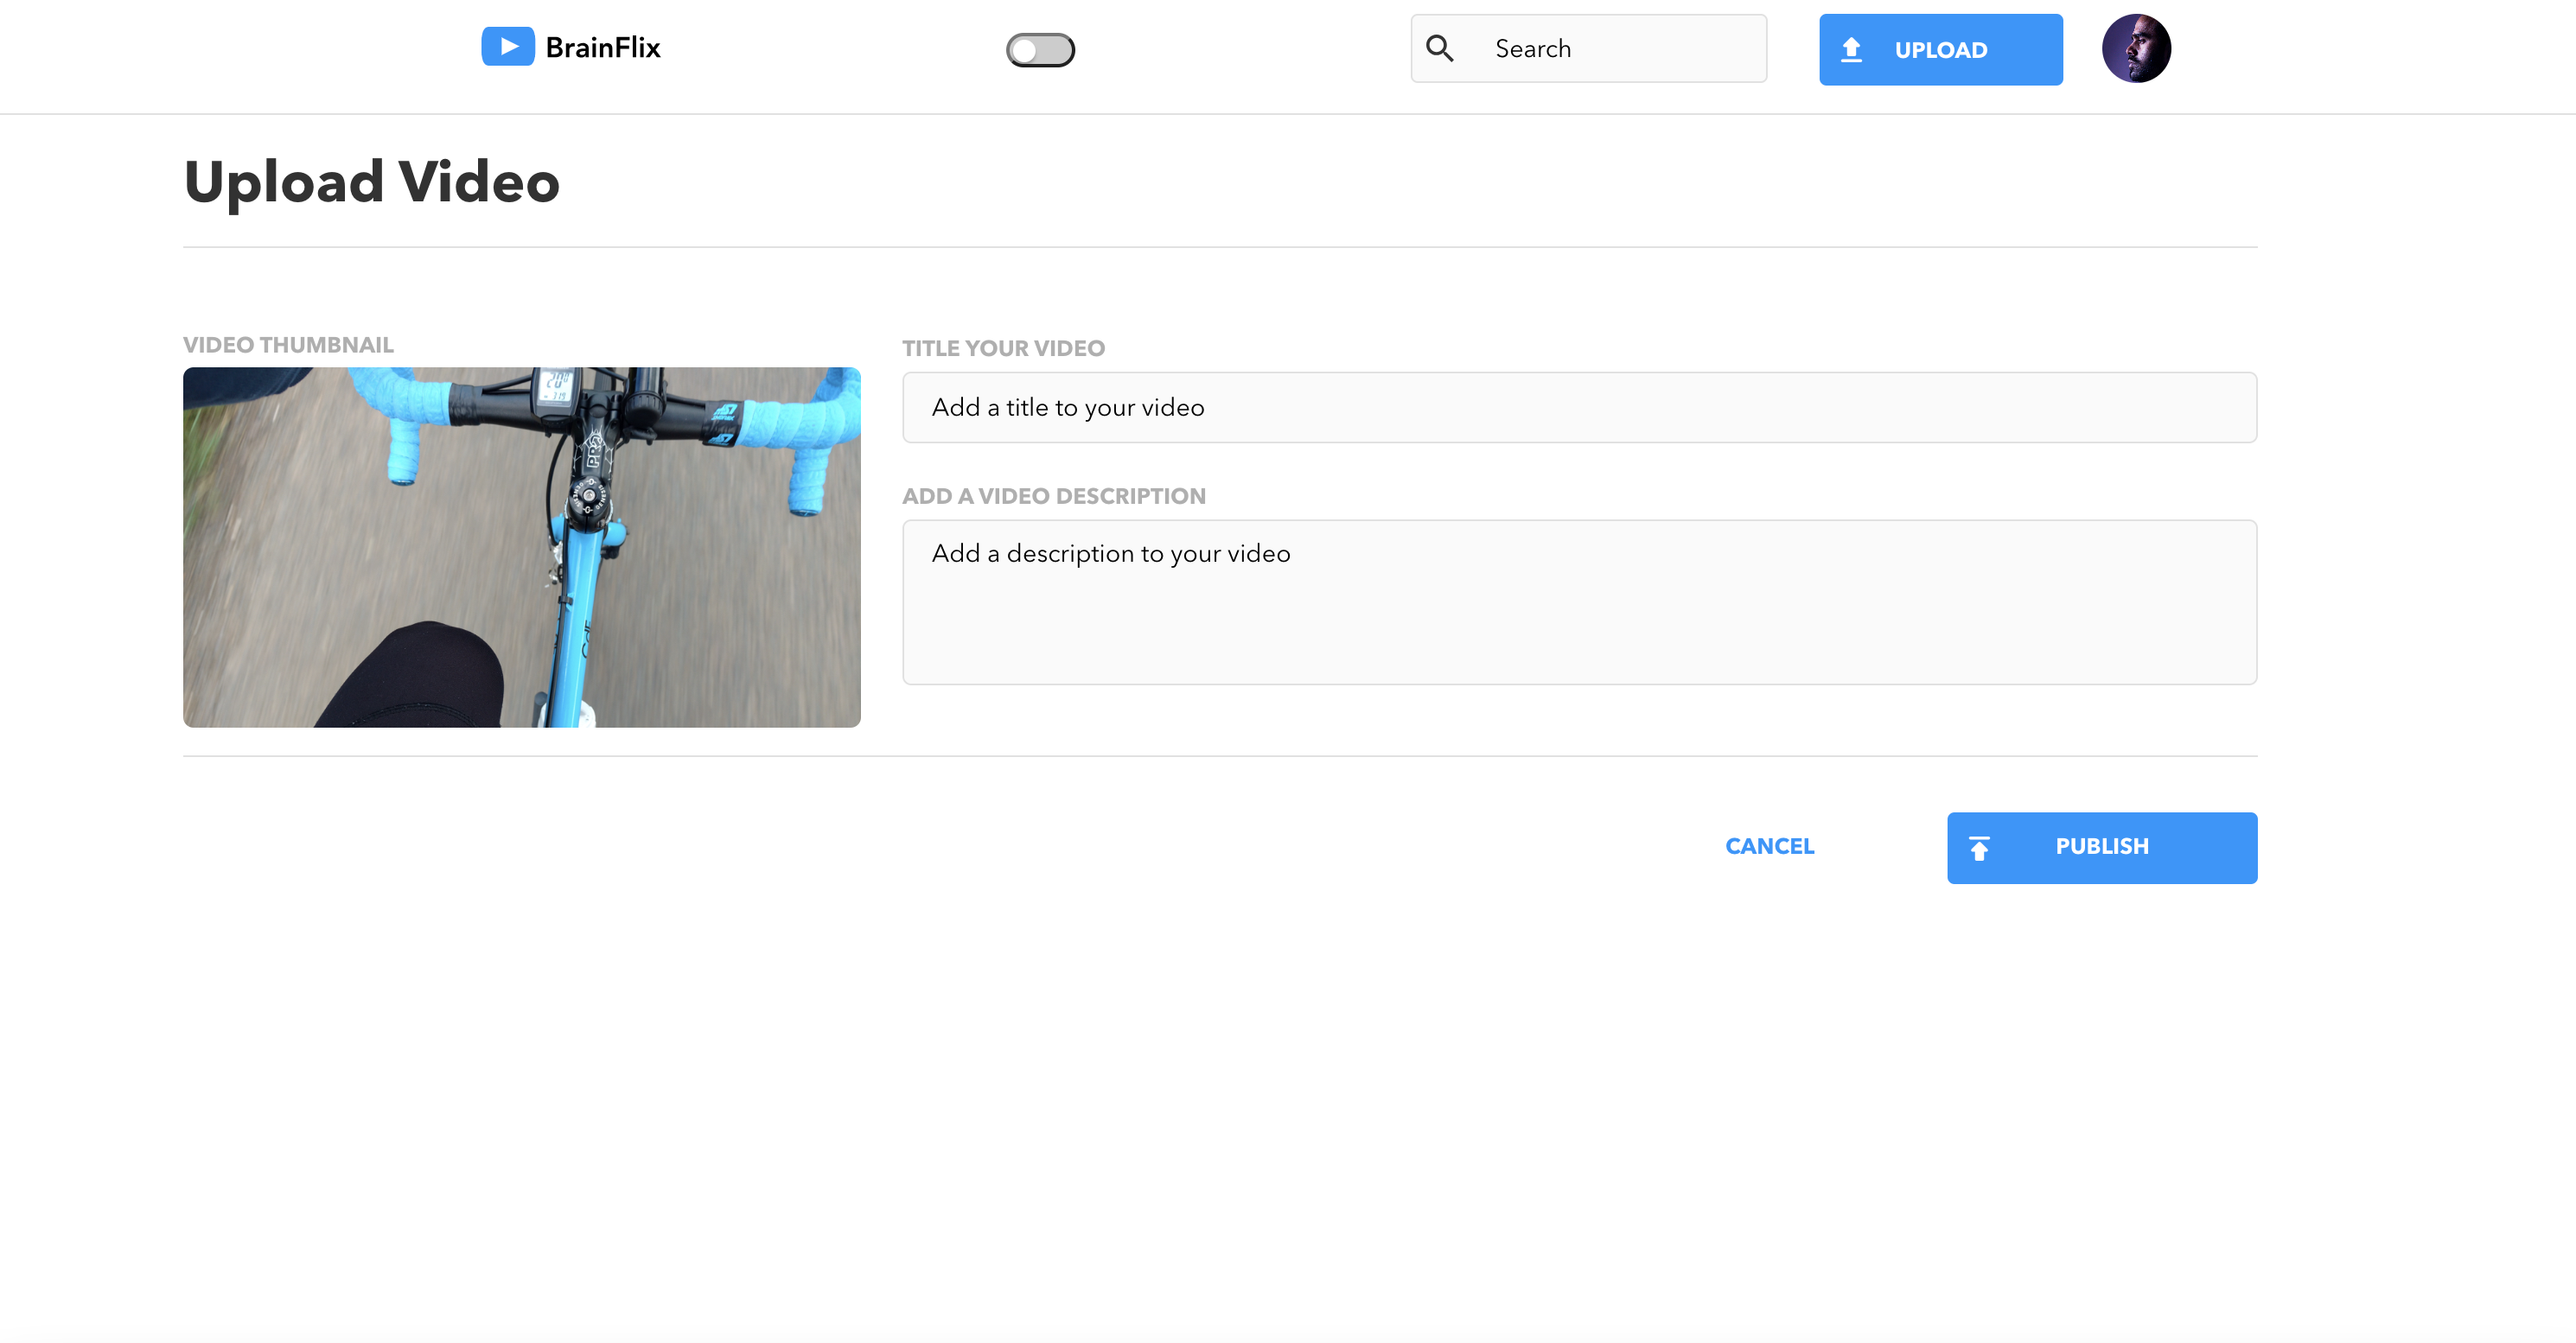 BrainFlix
Search
UPLOAD
Upload Video
VIDEO THUMBNAIL
TITLE YOUR VIDEO
Add a title to your video
ADD A VIDEO DESCRIPTION
Add a description to your video
PRO
CANCEL
PUBLISH